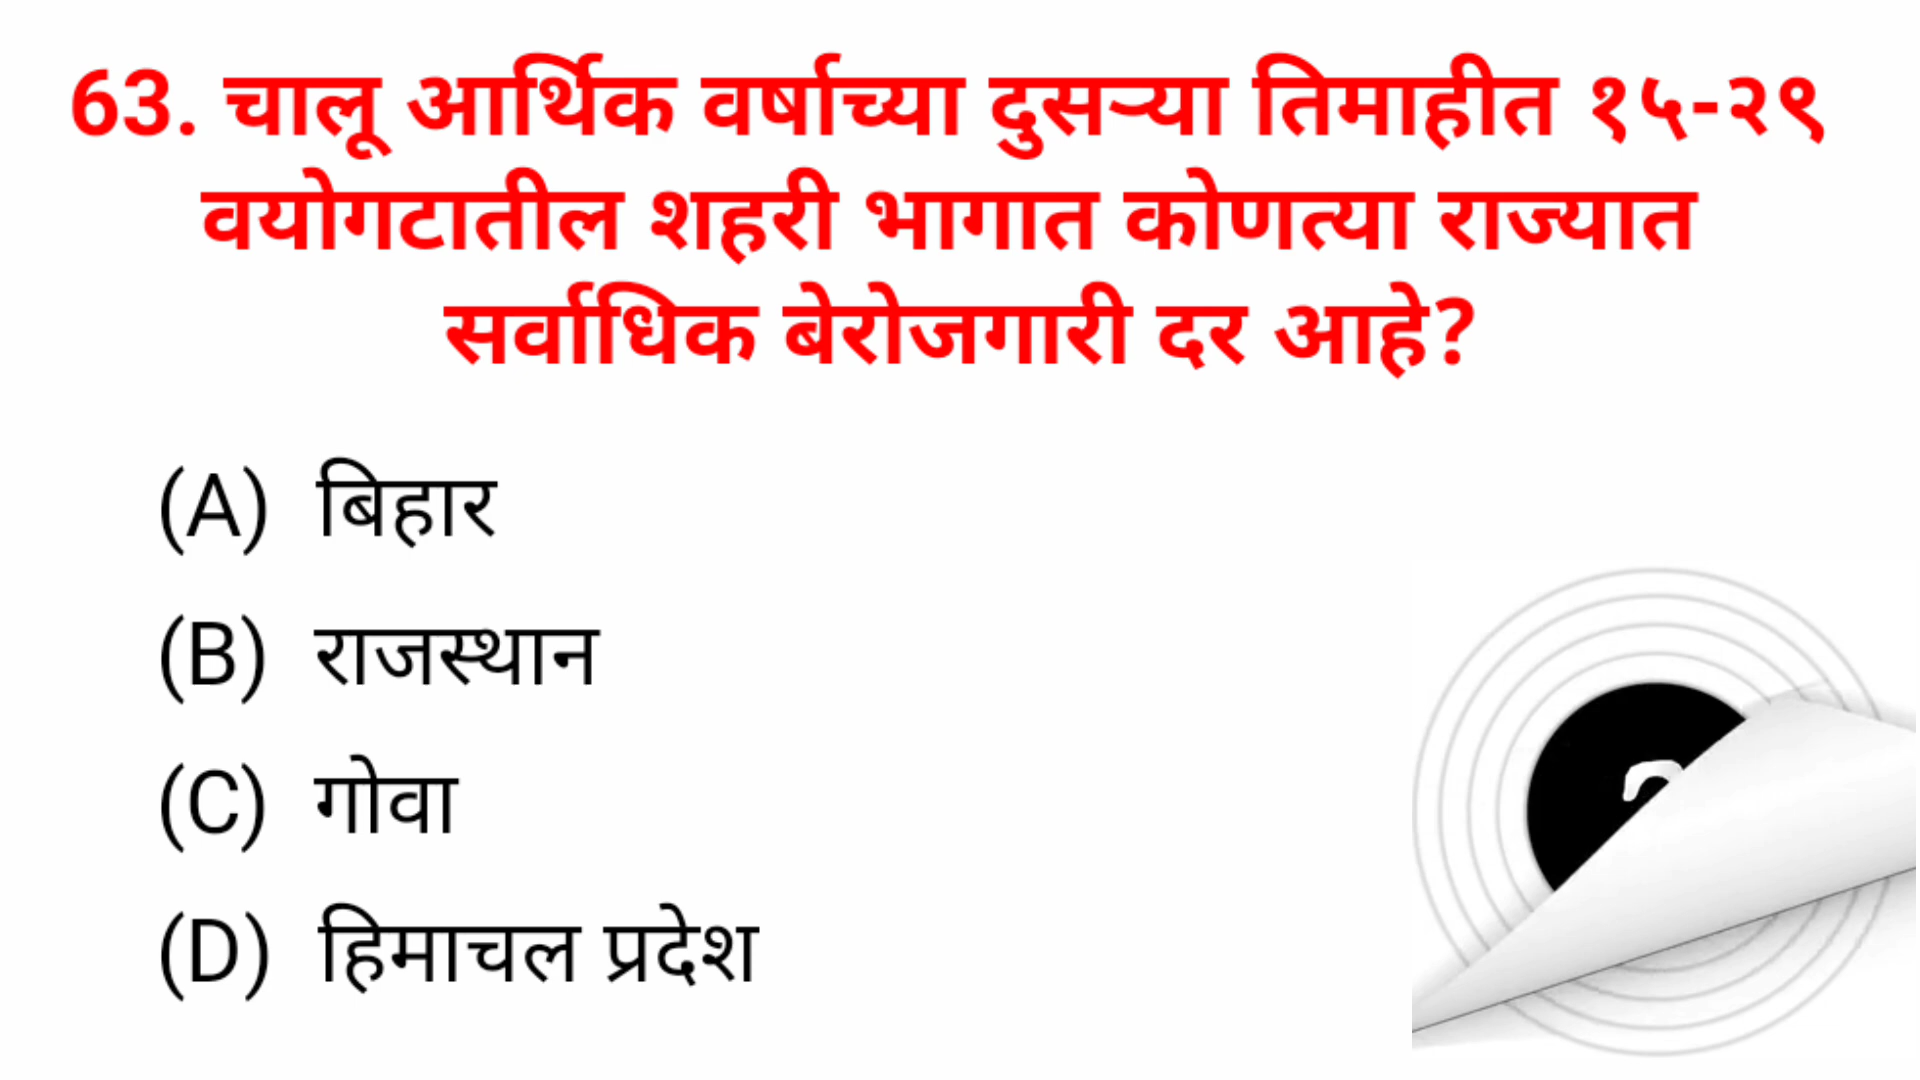 63. चालू आर्थिक वर्षाच्या दुसऱ्या तिमाहीत १५-२९
वयोगटातील शहरी भागात कोणत्या राज्यात
सर्वाधिक बेरोजगारी दर आहे?
(A) बिहार
(B) राजस्थान
(C) गोवा
(D) हिमाचल प्रदेश